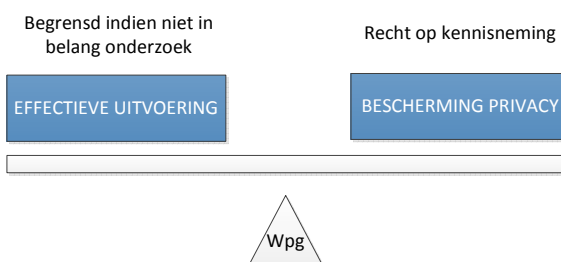 Begrensd indien niet in
belang onderzoek
Recht op kennisneming
EFFECTIEVE UITVOERING
BESCHERMING PRIVACY
Wpg